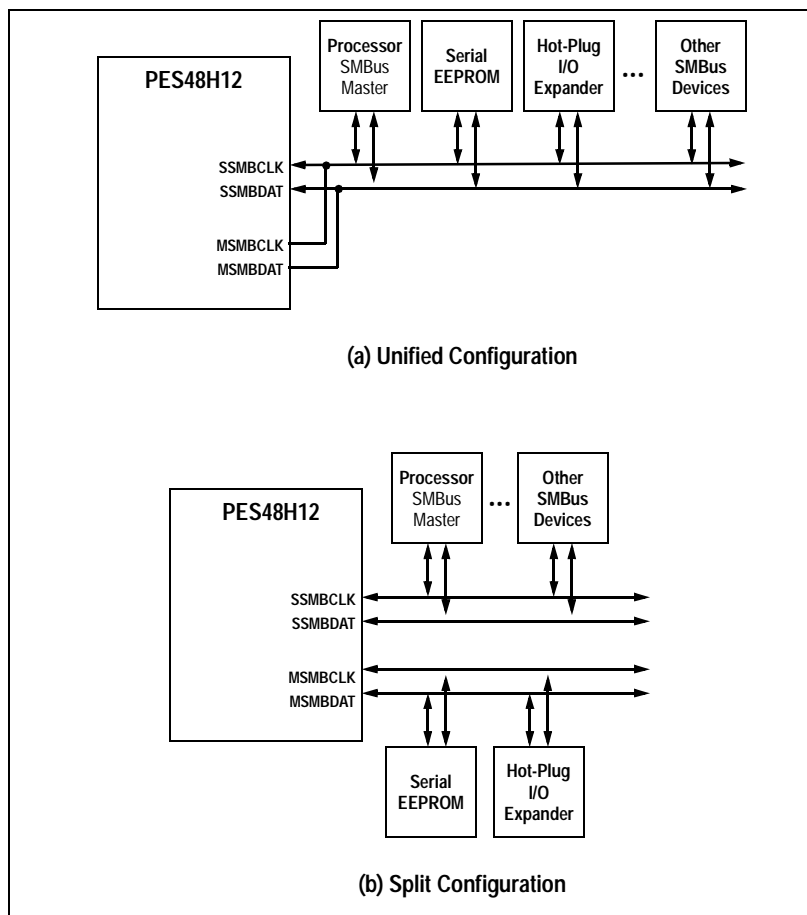 PES48H12
Processor
SMBus
Master
Serial
EEPROM
Hot-Plug
I/O
Expander
...
Other
SMBus
Devices
SSMBCLK
SSMBDAT
MSMBCLK
MSMBDAT
(a) Unified Configuration
PES48H12
Processor
SMBus
Master
...
Other
SMBus
Devices
SSMBCLK
SSMBDAT
MSMBCLK
MSMBDAT
Serial
EEPROM
Hot-Plug
I/O
Expander
(b) Split Configuration